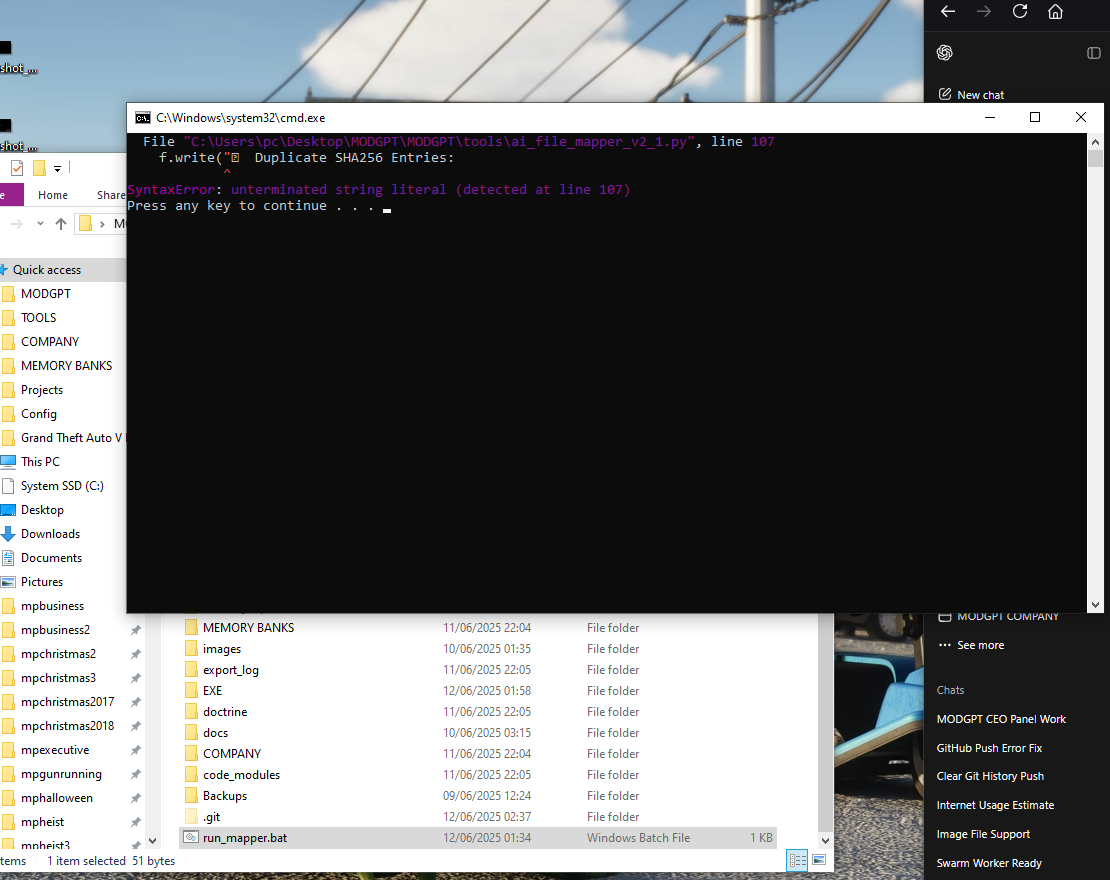 shot_...
shot_...
New chat
C:\Windows\system32\cmd.exe
File "C:\Users\pc\Desktop\MODGPT\MODGPT\tools\ai_file_mapper_v2_1.py", line 107
f.write("⍰  Duplicate SHA256 Entries:
^
SyntaxError: unterminated string literal (detected at line 107)
Press any key to continue . . .
Home
Share
Quick access
MODGPT
TOOLS
COMPANY
MEMORY BANKS
Projects
Config
Grand Theft Auto V
This PC
System SSD (C:)
Desktop
Downloads
Documents
Pictures
mpbusiness
mpbusiness2
mpchristmas2
mpchristmas3
mpchristmas2017
mpchristmas2018
mpexecutive
mpgunrunning
mphalloween
mpheist
mpheist3
MEMORY BANKS 11/06/2025 22:04 File folder
images 10/06/2025 01:35 File folder
export_log 11/06/2025 22:05 File folder
EXE 12/06/2025 01:58 File folder
doctrine 11/06/2025 22:05 File folder
docs 10/06/2025 03:15 File folder
COMPANY 11/06/2025 22:04 File folder
code_modules 11/06/2025 22:05 File folder
Backups 09/06/2025 12:24 File folder
.git 12/06/2025 02:37 File folder
run_mapper.bat 12/06/2025 01:34 Windows Batch File 1 KB
tems 1 item selected 51 bytes
MODGPT COMPANY
See more
Chats
MODGPT CEO Panel Work
GitHub Push Error Fix
Clear Git History Push
Internet Usage Estimate
Image File Support
Swarm Worker Ready